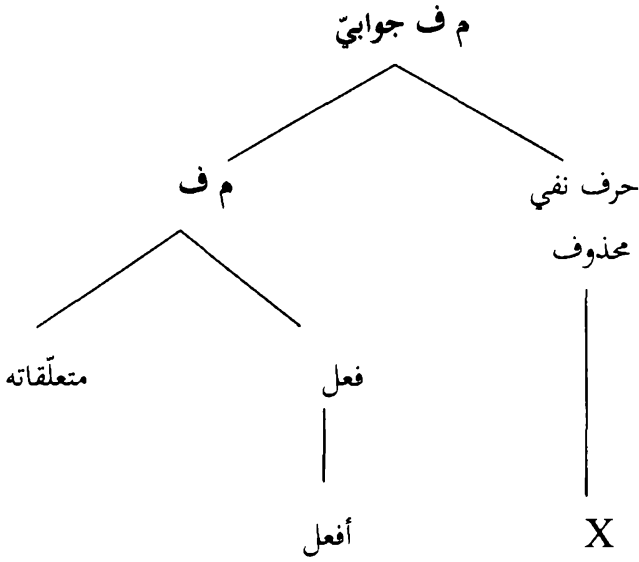 م ف جوابيّ
حرف نفي
محذوف
م ف
فعل
متعلّقاته
X
أفعل